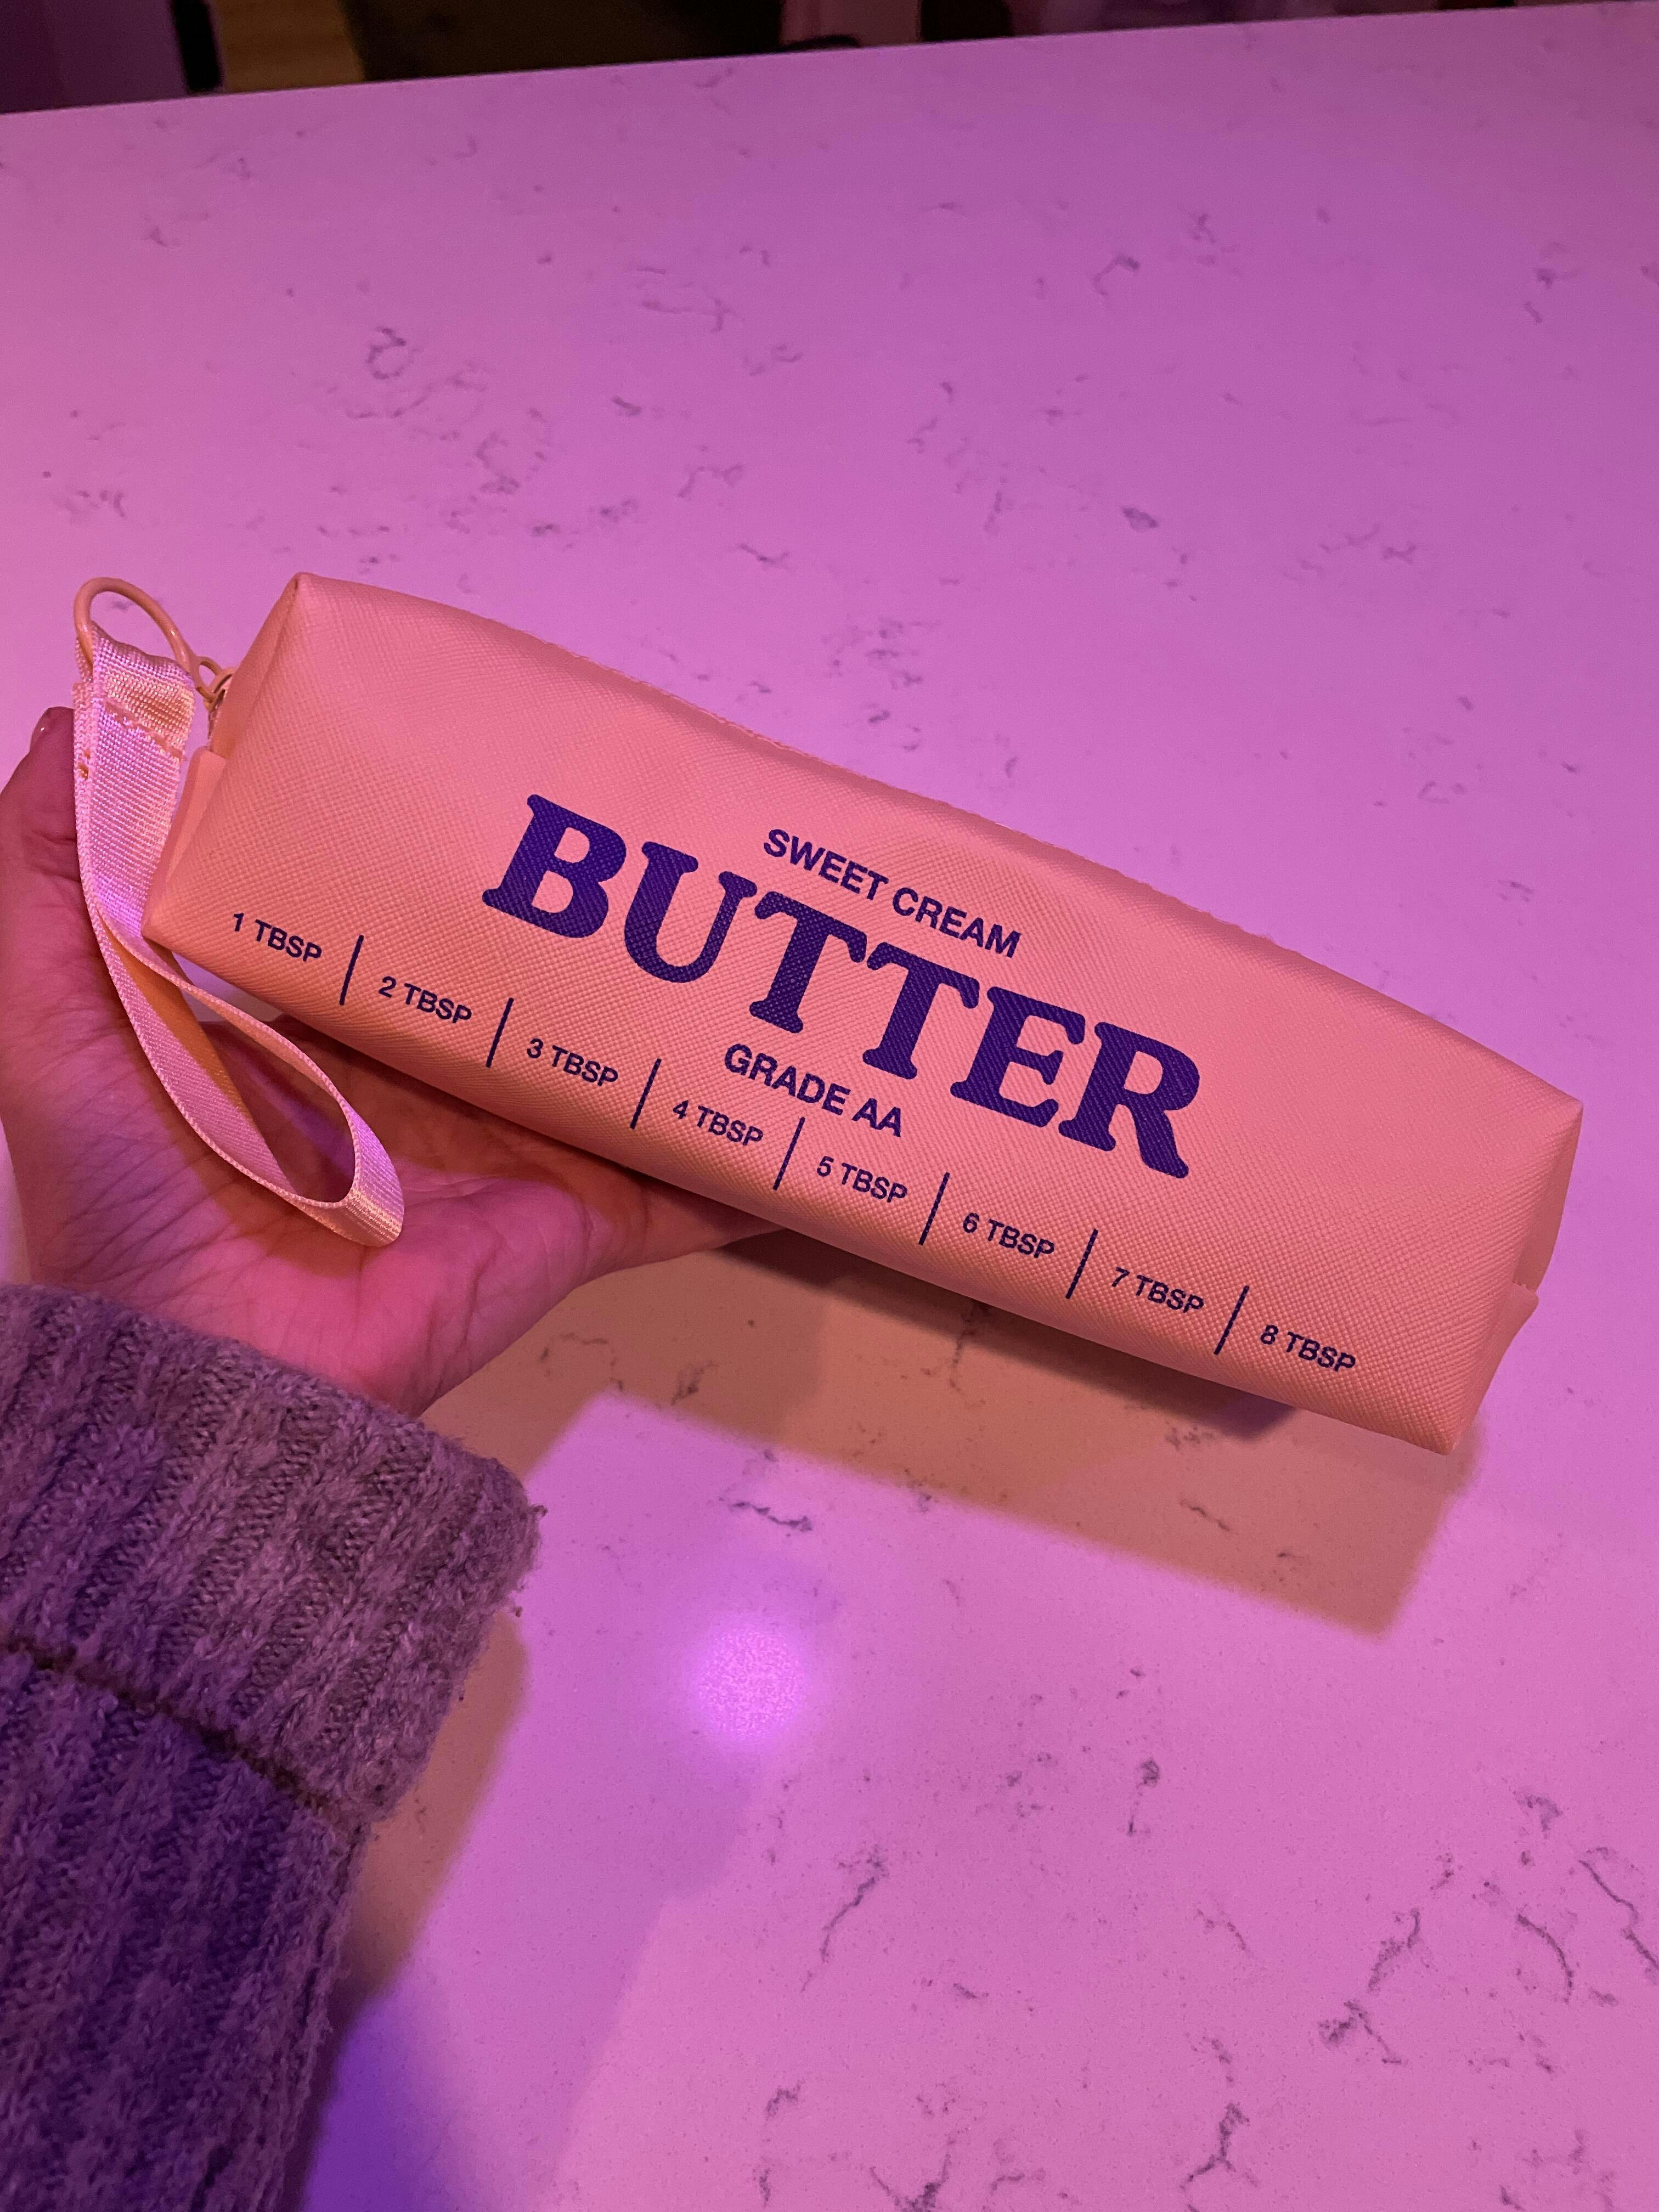 SWEET CREAM
BUTTER
GRADE AA
1 TBSP | 2 TBSP | 3 TBSP | 4 TBSP | 5 TBSP | 6 TBSP | 7 TBSP | 8 TBSP